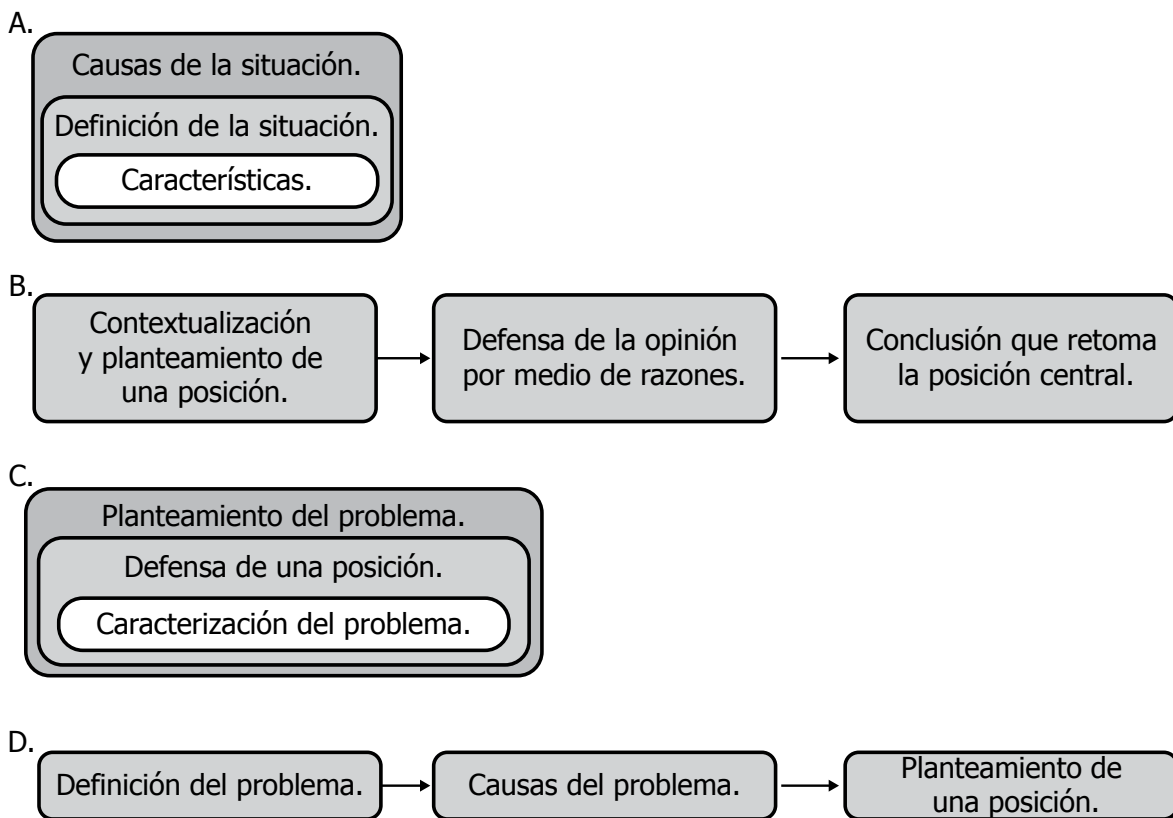 A.
Causas de la situación.
Definición de la situación.
Características.
B.
Contextualización
y planteamiento de
una posición.
Defensa de la opinión
por medio de razones.
Conclusión que retoma
la posición central.
C.
Planteamiento del problema.
Defensa de una posición.
Caracterización del problema.
D.
Definición del problema.
Causas del problema.
Planteamiento de
una posición.